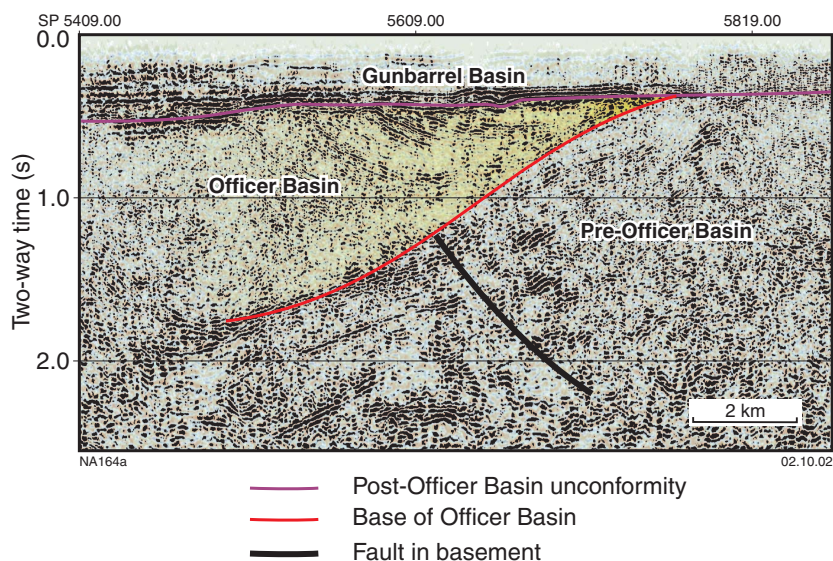 SP 5409.00 5609.00 5819.00
0.0
Gunbarrel Basin
Officer Basin
1.0
Pre-Officer Basin
Two-way time (s)
2.0
2 km
NA164a 02.10.02
Post-Officer Basin unconformity
Base of Officer Basin
Fault in basement